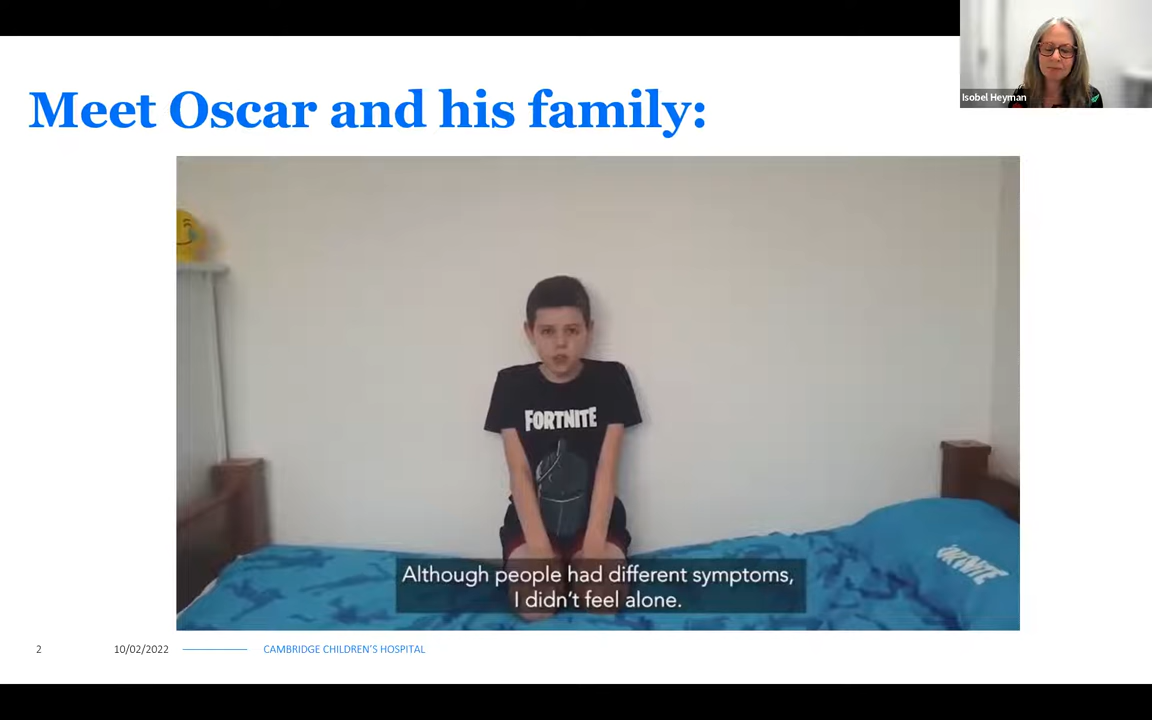 Isobel Heyman
Meet Oscar and his family:
FORTNITE
FORTNITE
Although people had different symptoms,
I didn't feel alone.
2
10/02/2022
CAMBRIDGE CHILDREN'S HOSPITAL